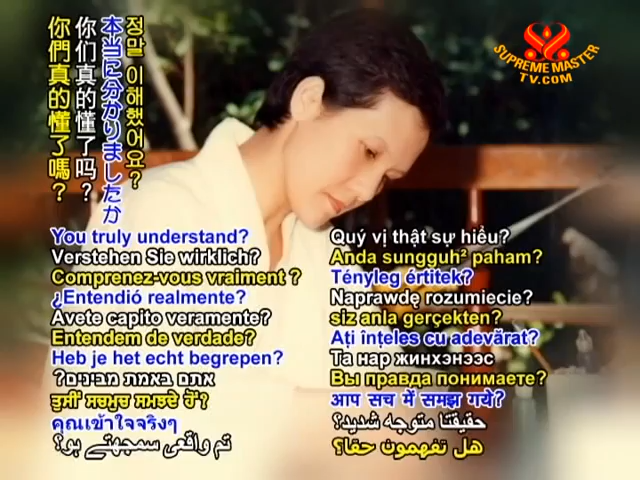 SUPREME MASTER
TV.COM
정말 이해했어요?
本当に分かりましたか
你们真的懂了吗?
你們真的懂了嗎?
You truly understand?
Verstehen Sie wirklich?
Comprenez-vous vraiment ?
¿Entendió realmente?
Avete capito veramente?
Entendem de verdade?
Heb je het echt begrepen?
אתם באמת מבינים?
ਤੁਸੀਂ ਸਚਮੁਚ ਸਮਝਦੇ ਹੋਂ?
คุณเข้าใจจริงๆ
تم واقعی سمجھتے ہو؟
Quý vị thật sự hiểu?
Anda sungguh² paham?
Tényleg értitek?
Naprawdę rozumiecie?
siz anla gerçekten?
Aţi înţeles cu adevărat?
Та нар жинхэнээс
Вы правда понимаете?
आप सच में समझ गये?
حقیقتا متوجه شدید؟
هل تفهمون حقا؟